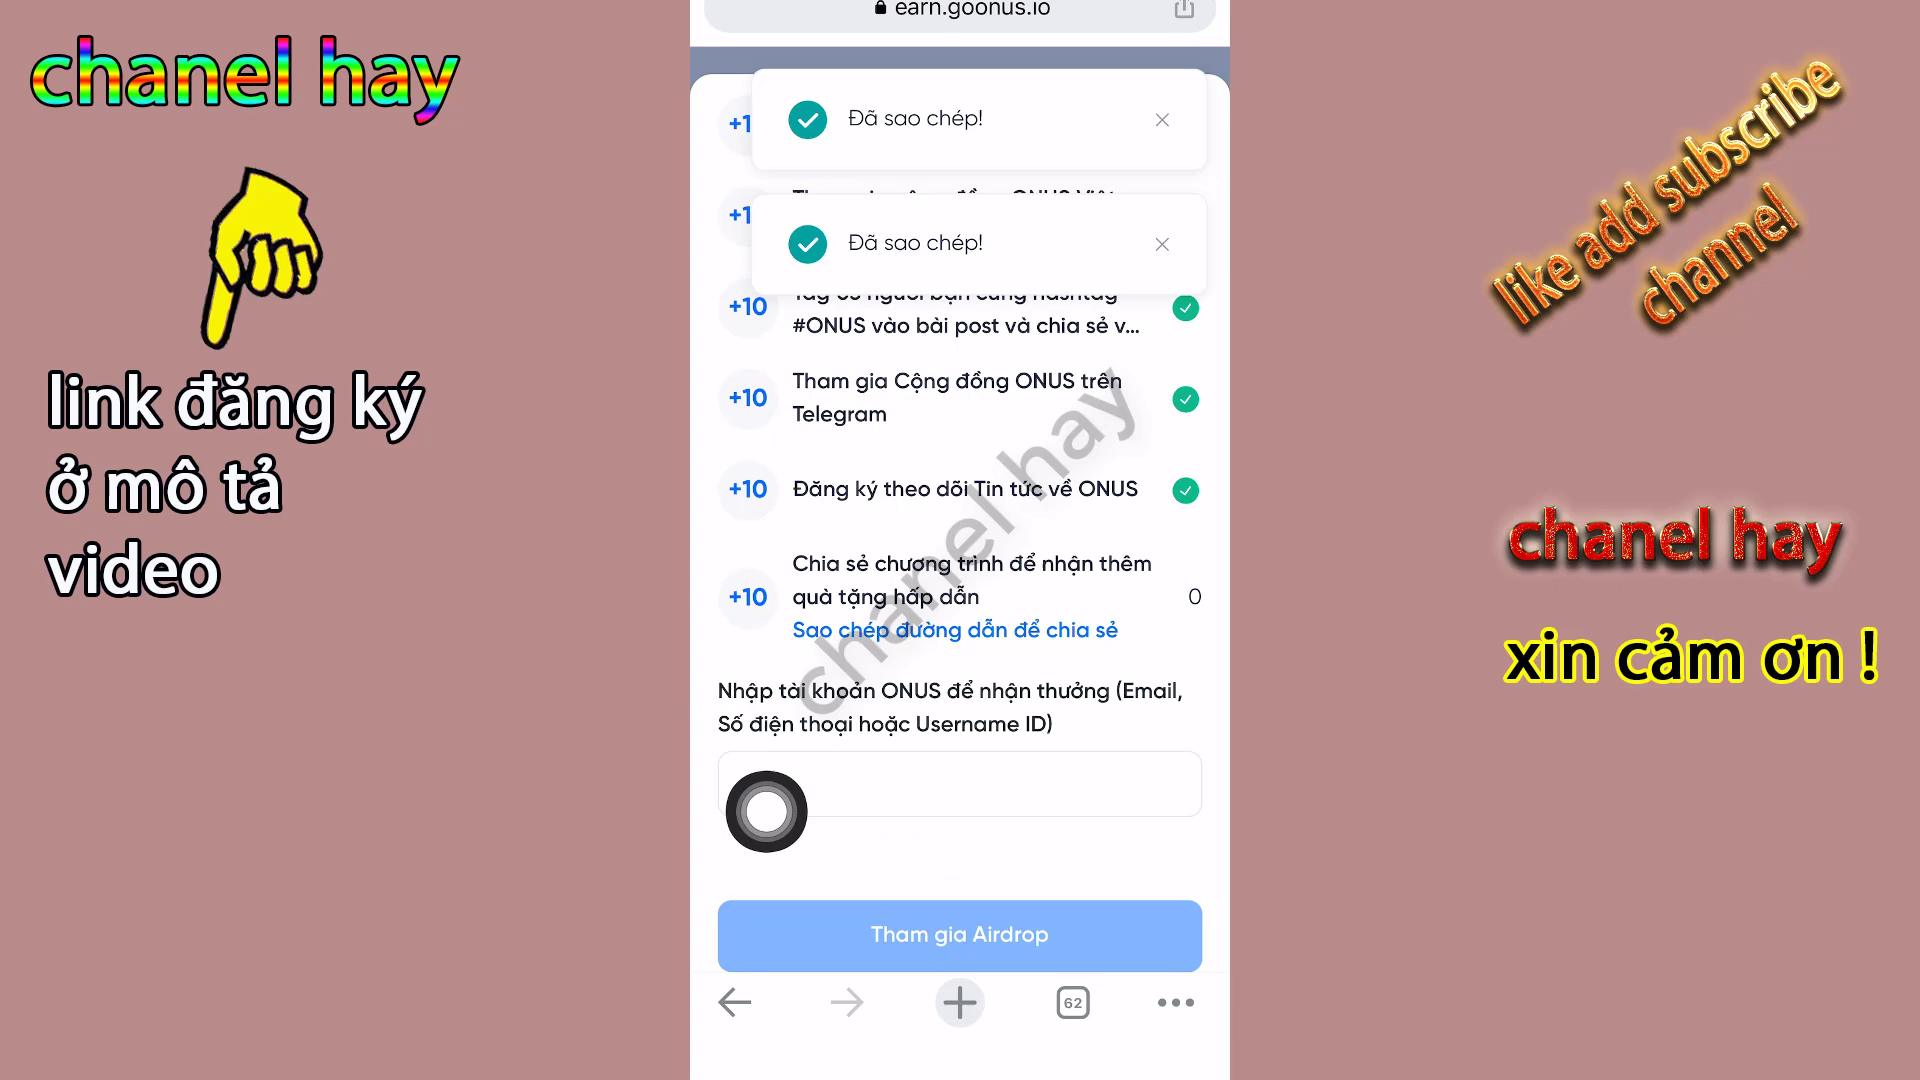 chanel hay
link đăng ký
ở mô tả
video
earn.goonus.io
Đã sao chép!
+1
Đã sao chép!
+1
+10
#ONUS vào bài post và chia sẻ v...
+10
Tham gia Cộng đồng ONUS trên
Telegram
+10
Đăng ký theo dõi Tin tức về ONUS
+10
Chia sẻ chương trình để nhận thêm
quà tặng hấp dẫn
0
Sao chép đường dẫn để chia sẻ
Nhập tài khoản ONUS để nhận thưởng (Email,
Số điện thoại hoặc Username ID)
Tham gia Airdrop
62
chanel hay
like add subscribe
channel
chanel hay
xin cảm ơn !